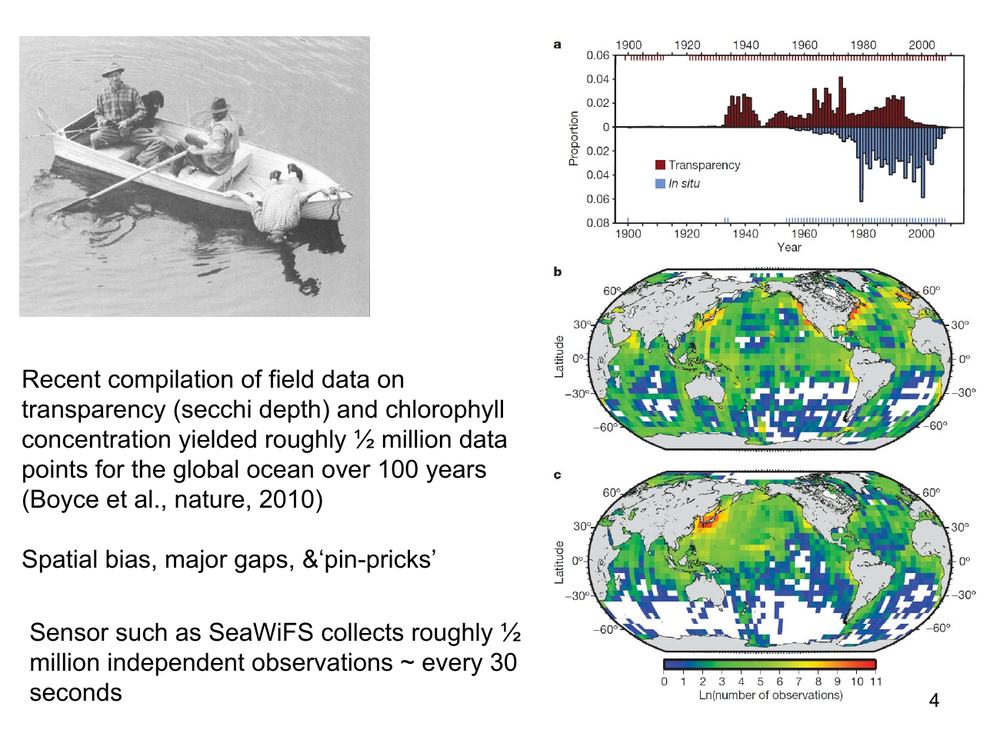 Recent compilation of field data on
transparency (secchi depth) and chlorophyll
concentration yielded roughly ½ million data
points for the global ocean over 100 years
(Boyce et al., nature, 2010)
Spatial bias, major gaps, &‘pin-pricks’
Sensor such as SeaWiFS collects roughly ½
million independent observations ~ every 30
seconds
a
1900 1920 1940 1960 1980 2000
0.06
0.04
0.02
0
0.02
0.04
0.06
0.08
Proportion
Transparency
In situ
1900 1920 1940 1960 1980 2000
Year
b
60° 60°
30° 30°
0° 0°
−30° −30°
−60° −60°
Latitude
c
60° 60°
30° 30°
0° 0°
−30° −30°
−60° −60°
Latitude
0 1 2 3 4 5 6 7 8 9 10 11
Ln(number of observations)
4